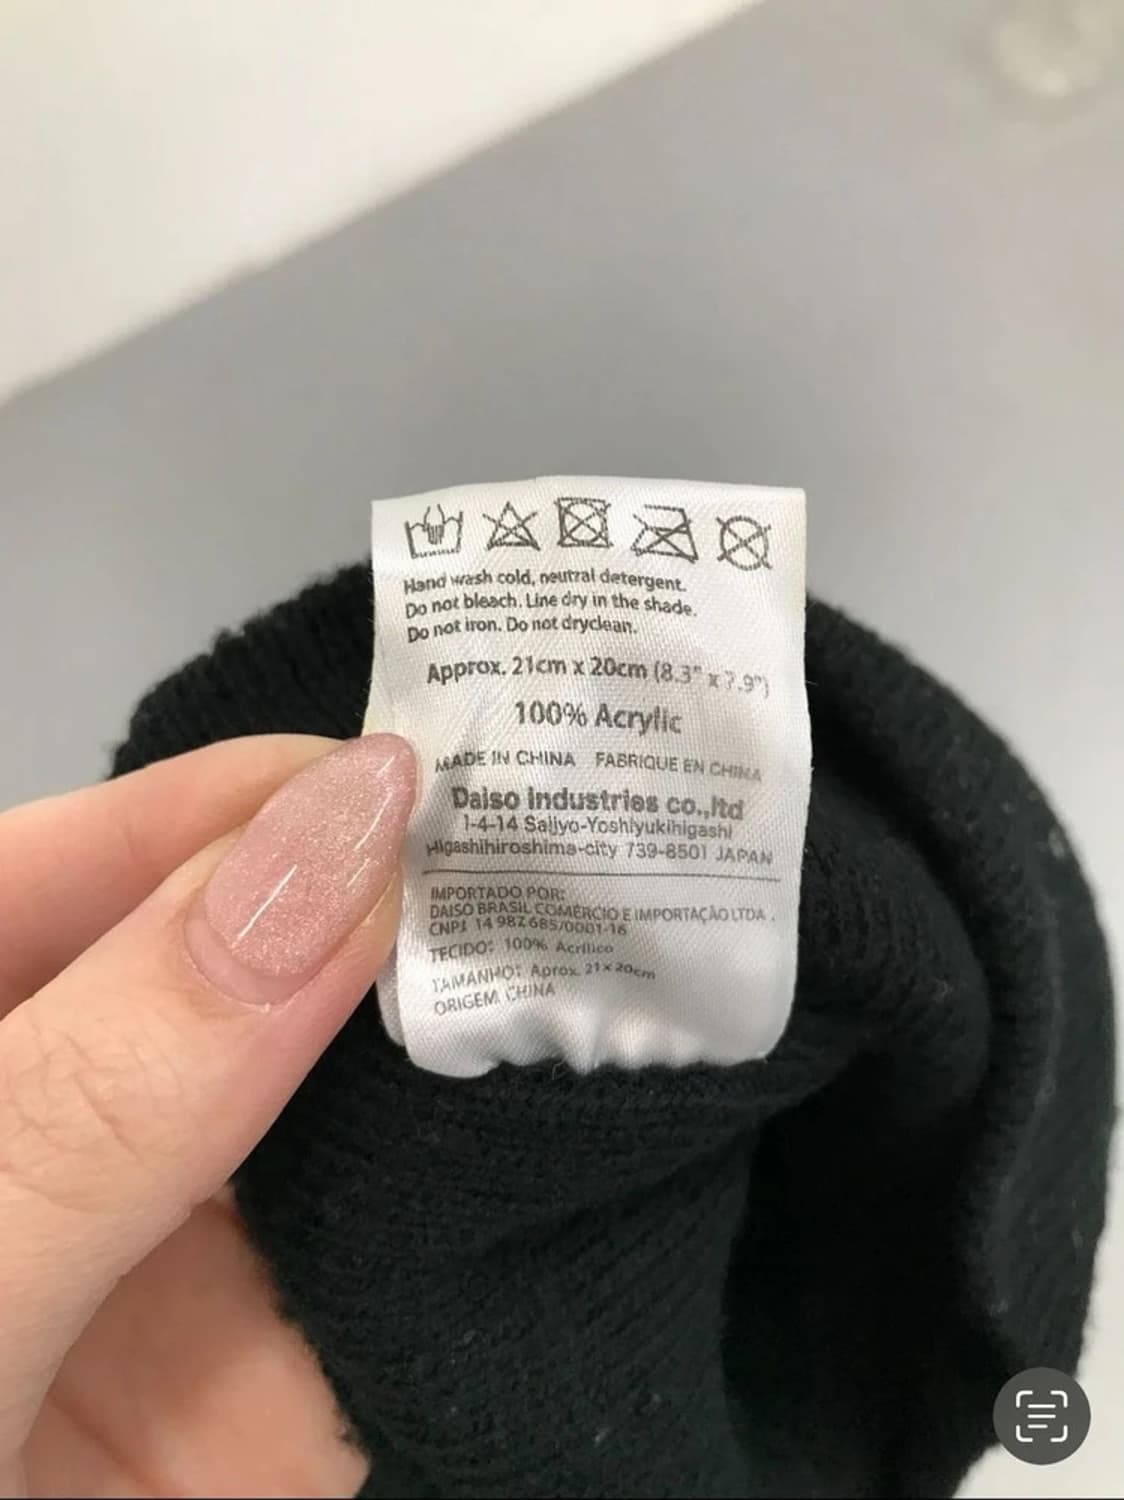 Hand wash cold, neutral detergent.
Do not bleach. Line dry in the shade.
Do not iron. Do not dryclean.
Approx. 21cm x 20cm (8.3" x 7.9")
100% Acrylic
MADE IN CHINA FABRIQUE EN CHINA
Daiso Industries co.,ltd
1-4-14 Saijyo-Yoshiyukihigashi
Higashihiroshima-city 739-8501 JAPAN
IMPORTADO POR:
DAISO BRASIL COMÉRCIO E IMPORTAÇÃO LTDA.
CNPJ 14 982 685/0001-16
TECIDO: 100% Acrílico
TAMANHO: Aprox. 21×20cm
ORIGEM: CHINA